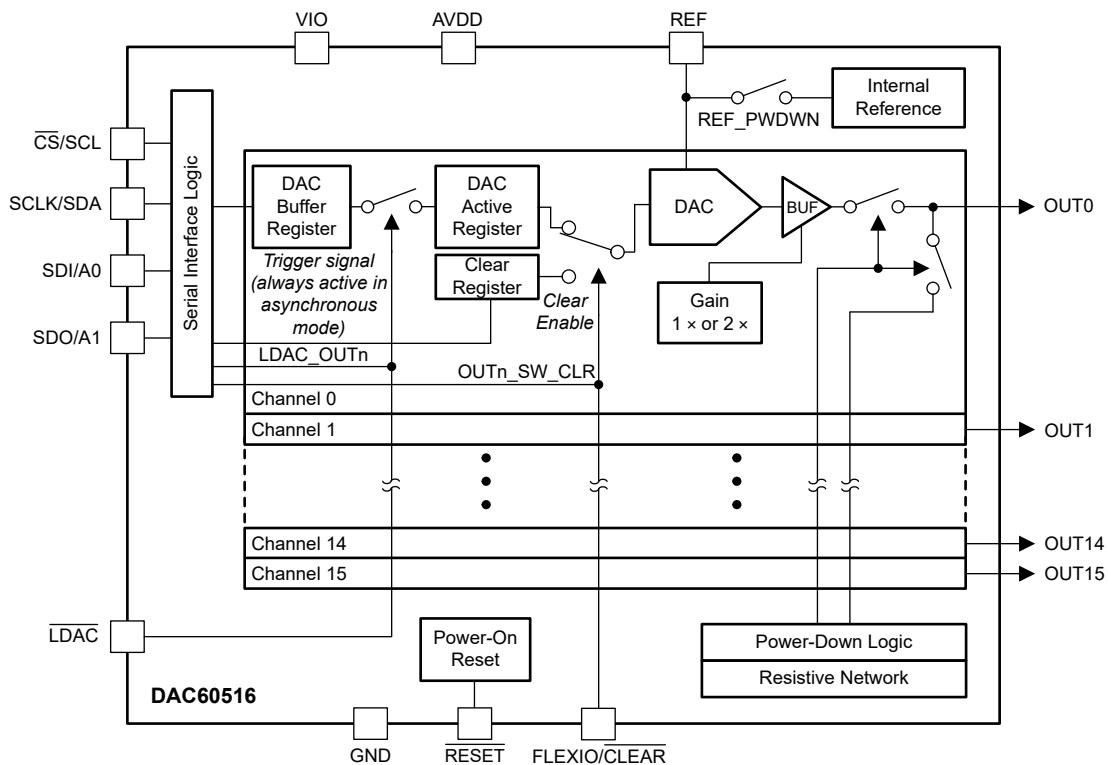 VIO
AVDD
REF
Internal
Reference
REF_PWDWN
CS/SCL
SCLK/SDA
SDI/A0
SDO/A1
Serial Interface Logic
DAC
Buffer
Register
Trigger signal
(always active in
asynchronous
mode)
DAC
Active
Register
Clear
Register
Clear
Enable
DAC
BUF
Gain
1 × or 2 ×
OUT0
LDAC_OUTn
OUTn_SW_CLR
Channel 0
Channel 1
OUT1
Channel 14
OUT14
Channel 15
OUT15
LDAC
Power-On
Reset
Power-Down Logic
Resistive Network
DAC60516
GND
RESET
FLEXIO/CLEAR